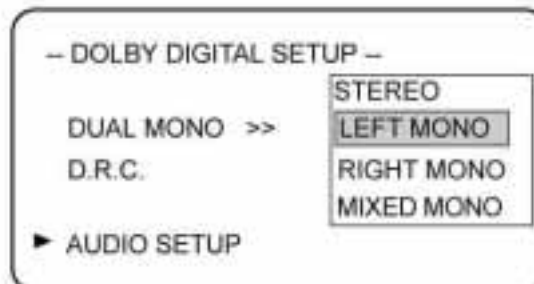 -- DOLBY DIGITAL SETUP --
STEREO
DUAL MONO >> LEFT MONO
D.R.C. RIGHT MONO
MIXED MONO
► AUDIO SETUP